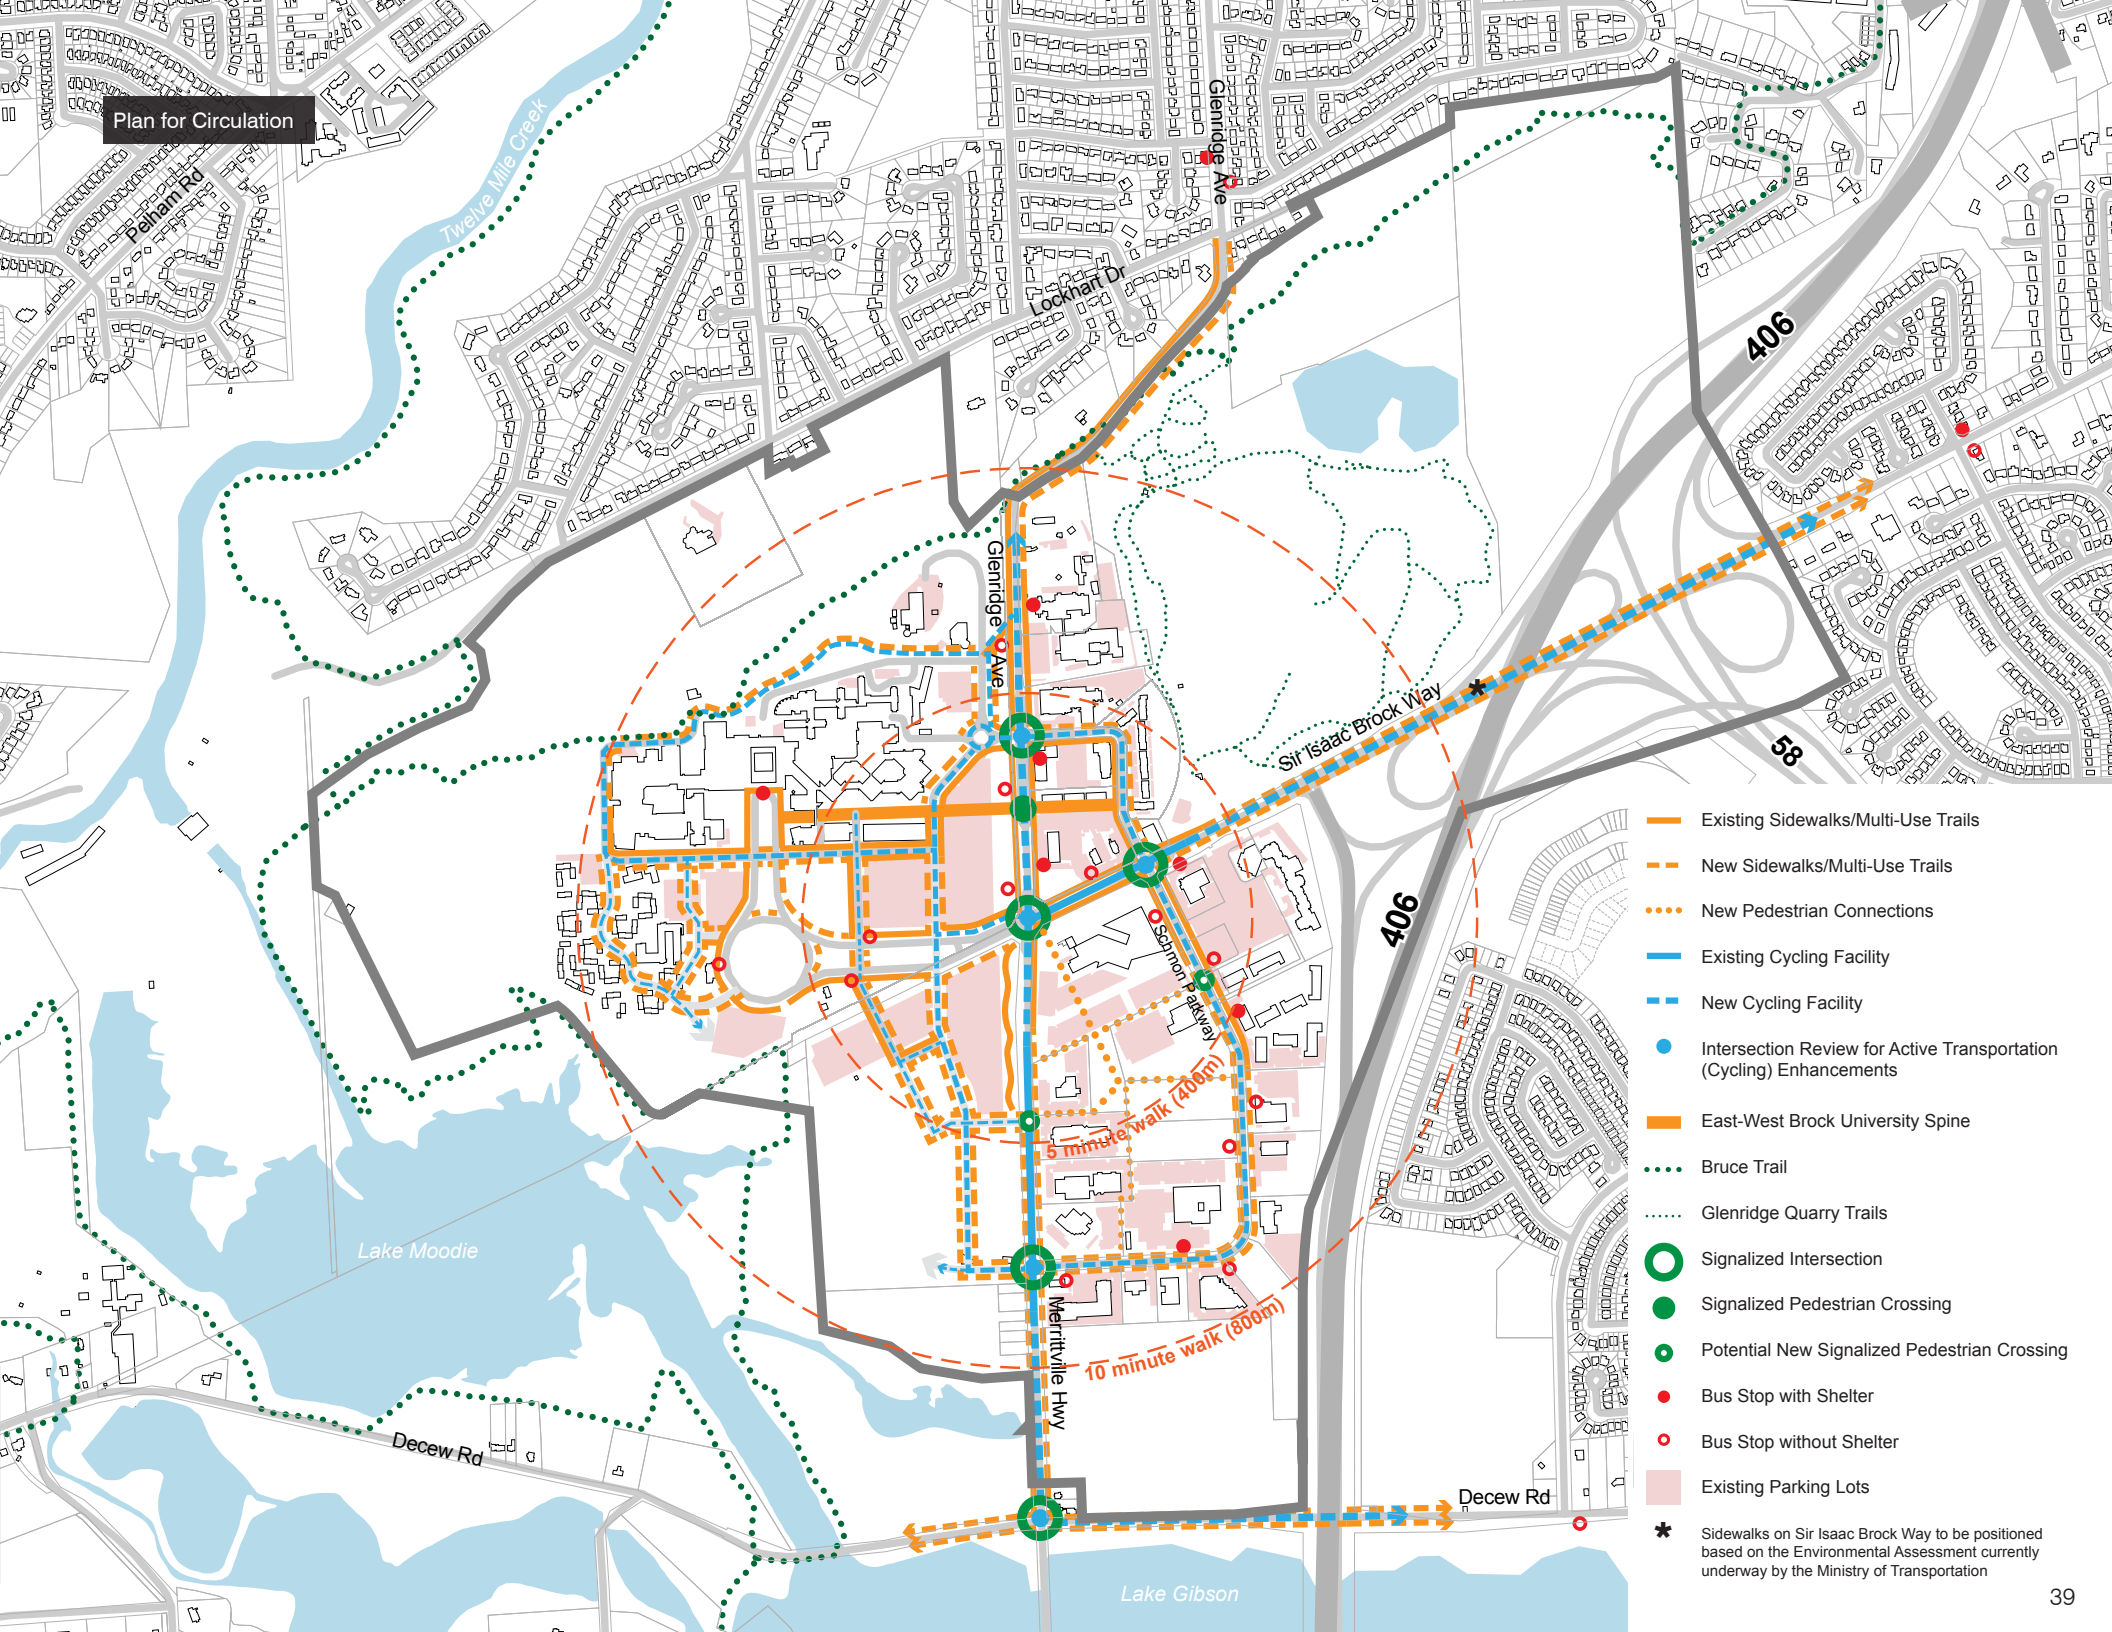 Plan for Circulation
Pelham Rd
Twelve Mile Creek
Glenridge Ave
Lockhart Dr
406
Glenridge Ave
Sir Isaac Brock Way
*
58
406
Schmon Parkway
5 minute walk (400m)
10 minute walk (800m)
Merrittville Hwy
Lake Moodie
Decew Rd
Decew Rd
Lake Gibson
Existing Sidewalks/Multi-Use Trails
New Sidewalks/Multi-Use Trails
New Pedestrian Connections
Existing Cycling Facility
New Cycling Facility
Intersection Review for Active Transportation
(Cycling) Enhancements
East-West Brock University Spine
Bruce Trail
Glenridge Quarry Trails
Signalized Intersection
Signalized Pedestrian Crossing
Potential New Signalized Pedestrian Crossing
Bus Stop with Shelter
Bus Stop without Shelter
Existing Parking Lots
* Sidewalks on Sir Isaac Brock Way to be positioned
based on the Environmental Assessment currently
underway by the Ministry of Transportation
39